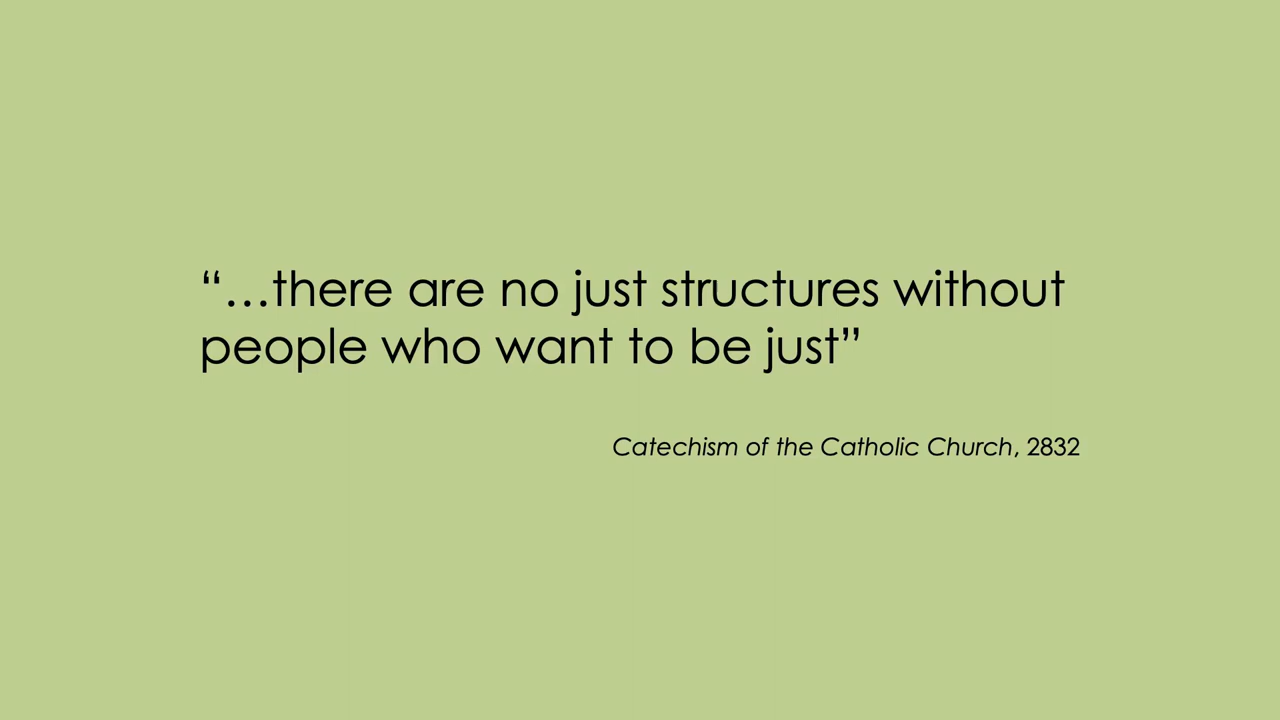 “…there are no just structures without
people who want to be just”
Catechism of the Catholic Church, 2832